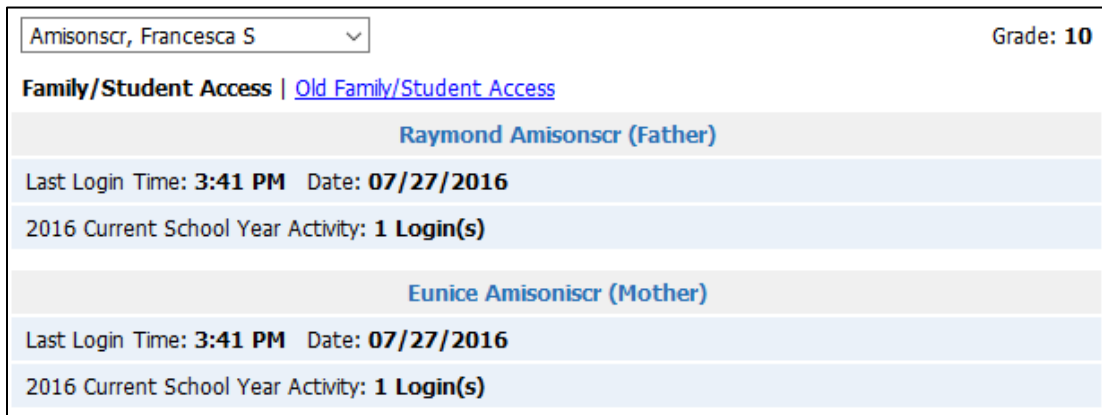 Amisonscr, Francesca S Grade: 10
Family/Student Access | Old Family/Student Access
Raymond Amisonscr (Father)
Last Login Time: 3:41 PM Date: 07/27/2016
2016 Current School Year Activity: 1 Login(s)
Eunice Amisoniscr (Mother)
Last Login Time: 3:41 PM Date: 07/27/2016
2016 Current School Year Activity: 1 Login(s)